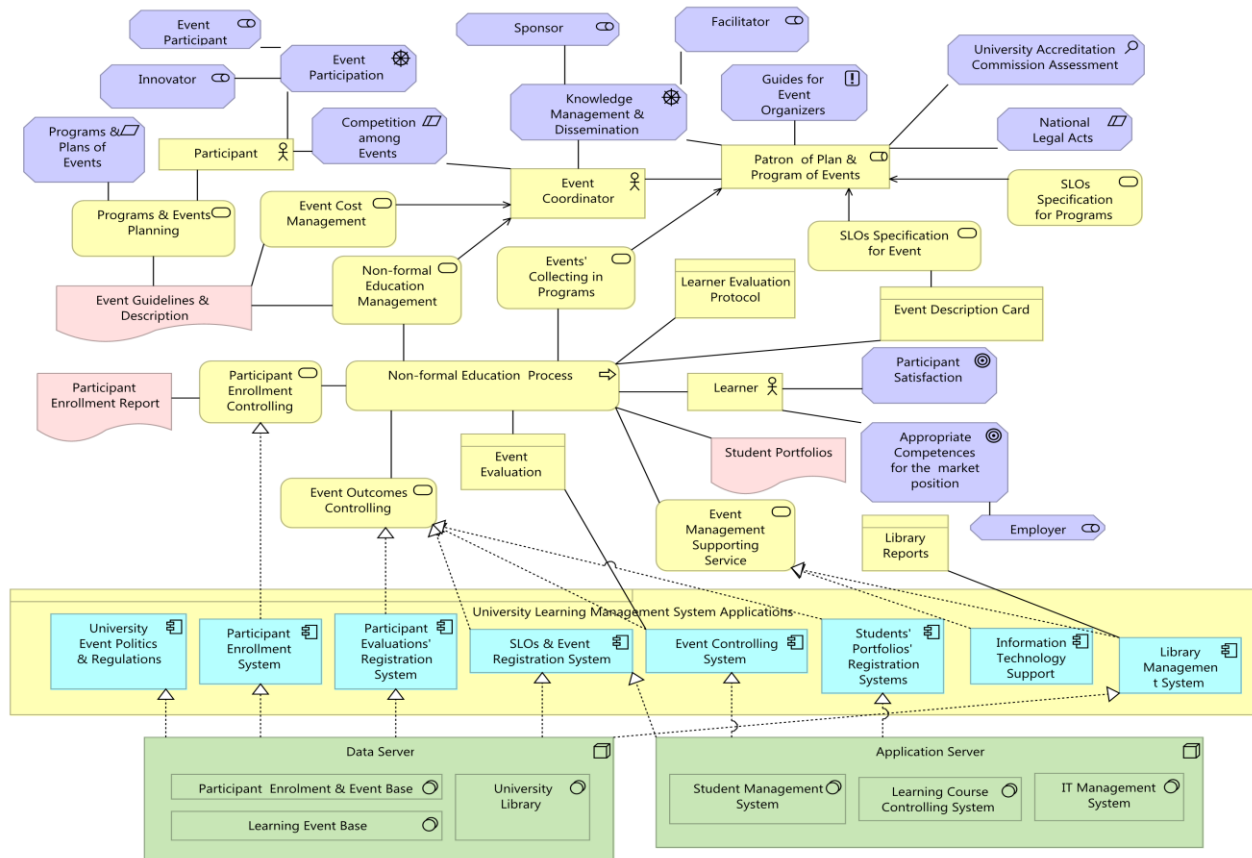 Event
Participant
Sponsor
Facilitator
University Accreditation
Commission Assessment
Innovator
Event
Participation
Guides for
Event
Organizers
Programs &
Plans of
Events
Competition
among
Events
Knowledge
Management &
Dissemination
National
Legal Acts
Participant
Event
Coordinator
Patron of Plan &
Program of Events
SLOs
Specification
for Programs
Programs & Events
Planning
Event Cost
Management
SLOs Specification
for Event
Non-formal
Education
Management
Events'
Collecting in
Programs
Learner Evaluation
Protocol
Event Guidelines &
Description
Event Description Card
Participant
Enrollment Report
Participant
Enrollment
Controlling
Non-formal Education Process
Learner
Participant
Satisfaction
Event
Evaluation
Student Portfolios
Appropriate
Competences
for the market
position
Event Outcomes
Controlling
Event
Management
Supporting
Service
Library
Reports
Employer
University Learning Management System Applications
University
Event Politics
& Regulations
Participant
Enrollment
System
Participant
Evaluations'
Registration
System
SLOs & Event
Registration System
Event Controlling
System
Students'
Portfolios'
Registration
Systems
Information
Technology
Support
Library
Managemen
t System
Data Server
Participant Enrolment & Event Base
Learning Event Base
University
Library
Application Server
Student Management
System
Learning Course
Controlling System
IT Management
System